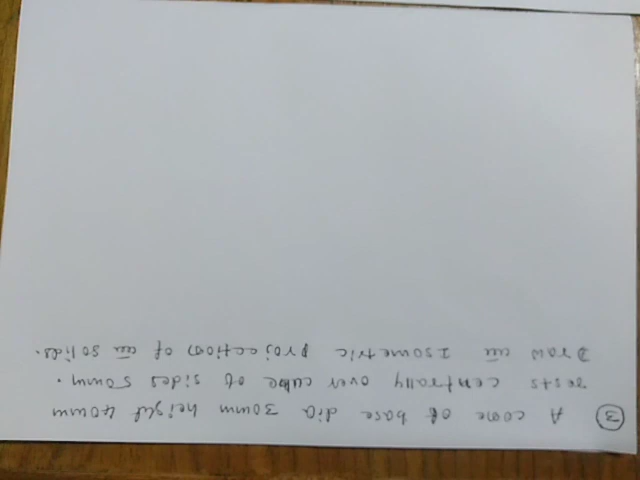 ③ A cone of base dia 30mm height 40mm
rests centrally over cube of sides 50mm.
Draw the Isometric projection of the solids.